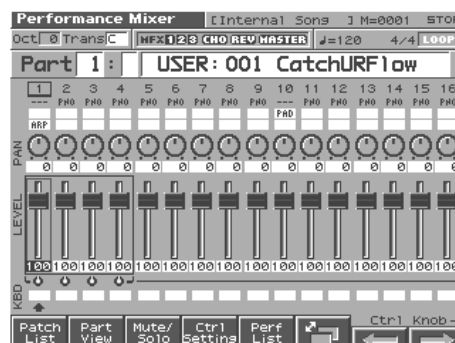 Performance Mixer [Internal Song ] M=0001 STOP
Oct 0 Trans C MFX 1 2 3 CHO REV MASTER ♩=120 4/4 LOOP
Part 1: USER:001 CatchURFlow
1 2 3 4 5 6 7 8 9 10 11 12 13 14 15 16
--- PNO PNO PNO PNO PNO PNO PNO PNO --- PNO PNO PNO PNO PNO PNO
PAD
ARP
PAN
0 0 0 0 0 0 0 0 0 0 0 0 0 0 0 0
LEVEL
100 100 100 100 100 100 100 100 100 100 100 100 100 100 100 100
KBD
Patch List Part View Mute/Solo Ctrl Setting Perf List Ctrl Knob